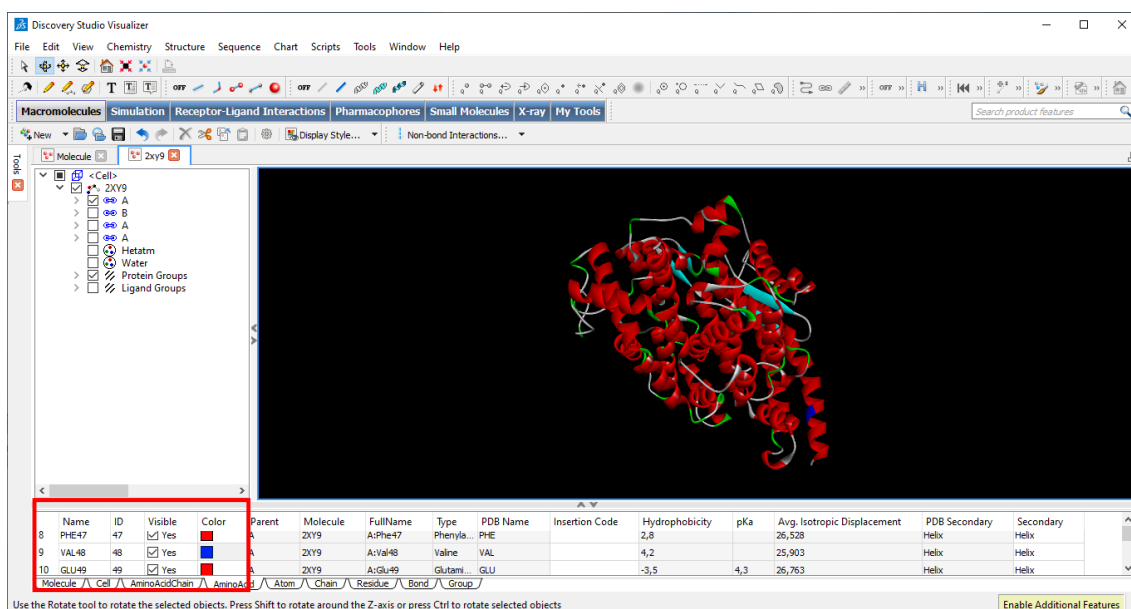 Discovery Studio Visualizer
File Edit View Chemistry Structure Sequence Chart Scripts Tools Window Help
T T T OFF OFF OFF H
Macromolecules Simulation Receptor-Ligand Interactions Pharmacophores Small Molecules X-ray My Tools Search product features
New Display Style... Non-bond Interactions...
Tools
Molecule 2xy9
<Cell>
2XY9
A
B
A
A
Hetatm
Water
Protein Groups
Ligand Groups
Name ID Visible Color Parent Molecule FullName Type PDB Name Insertion Code Hydrophobicity pKa Avg. Isotropic Displacement PDB Secondary Secondary
8 PHE47 47 Yes A 2XY9 A:Phe47 Phenyla... PHE 2,8 26,528 Helix Helix
9 VAL48 48 Yes A 2XY9 A:Val48 Valine VAL 4,2 25,903 Helix Helix
10 GLU49 49 Yes A 2XY9 A:Glu49 Glutami... GLU -3,5 4,3 26,763 Helix Helix
Molecule Cell AminoAcidChain AminoAcid Atom Chain Residue Bond Group
Use the Rotate tool to rotate the selected objects. Press Shift to rotate around the Z-axis or press Ctrl to rotate selected objects Enable Additional Features